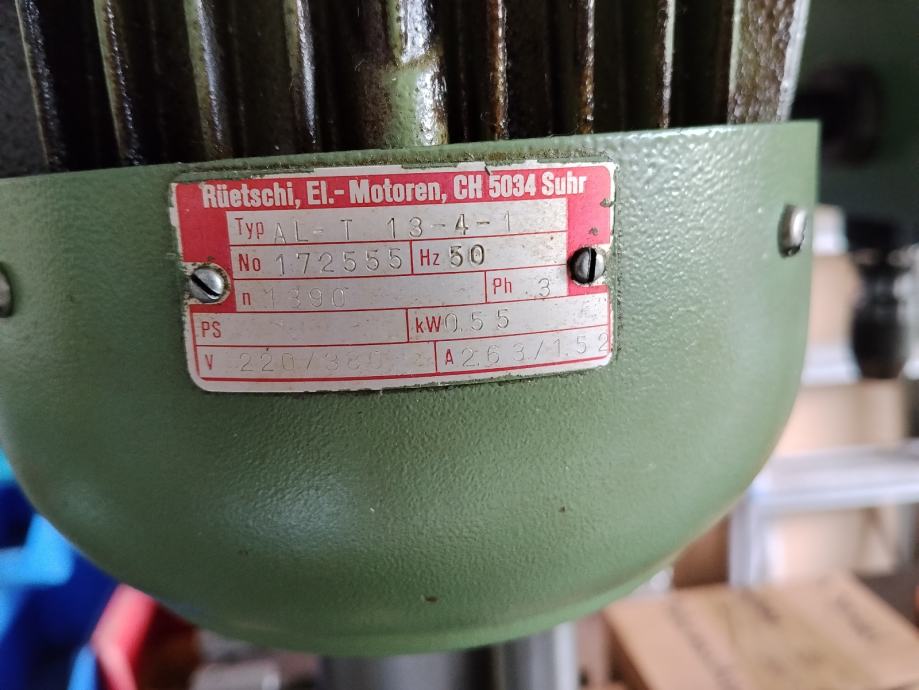 Rüetschi, El.- Motoren, CH 5034 Suhr
Typ AL-T 13-4-1
No 172555 Hz 50
n 1390 Ph 3
PS kW 0.55
V 220/380 A 2.63/1.52